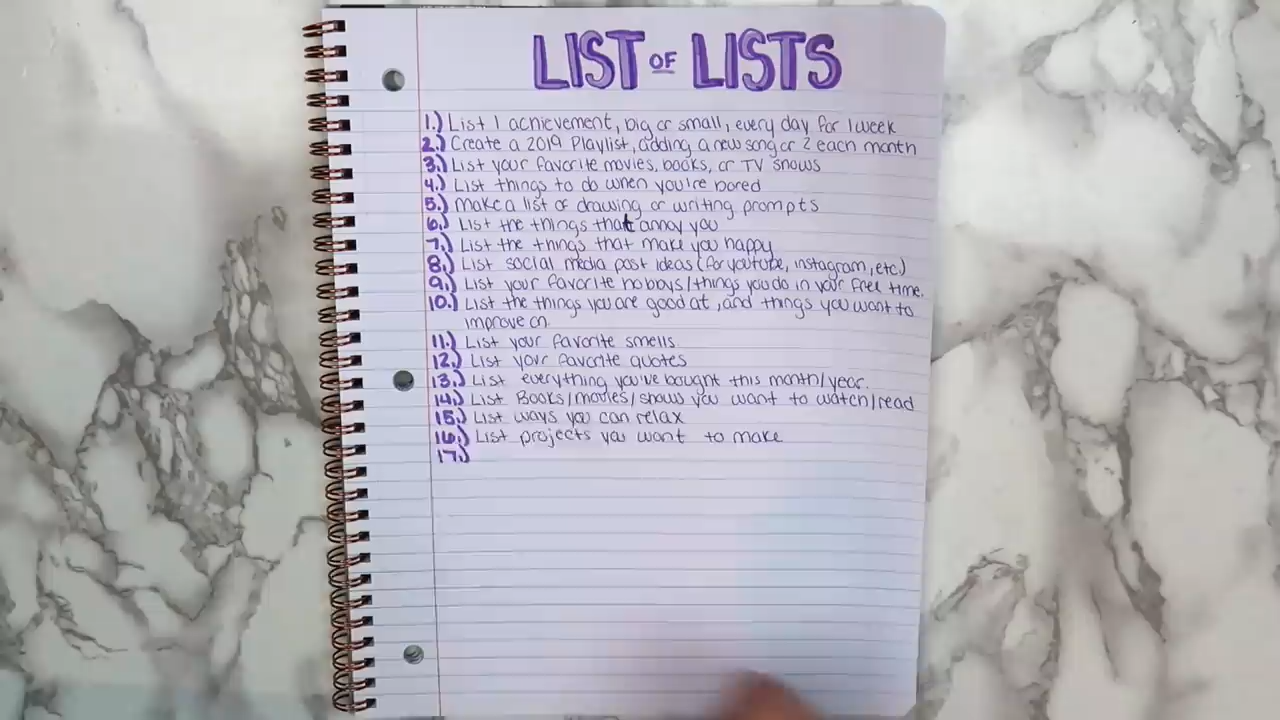 LIST OF LISTS
1.) List 1 achievement, big or small, every day for 1 week
2.) Create a 2019 Playlist, adding a new song or 2 each month
3.) List your favorite movies, books, or TV shows
4.) List things to do when you're bored
5.) Make a list of drawing or writing prompts
6.) List the things that annoy you
7.) List the things that make you happy
8.) List social media post ideas (for youtube, instagram, etc.)
9.) List your favorite hobbys/things you do in your free time.
10.) List the things you are good at, and things you want to
improve on.
11.) List your favorite smells
12.) List your favorite quotes
13.) List everything you've bought this month/year.
14.) List Books/movies/shows you want to watch/read
15.) List ways you can relax
16.) List projects you want to make
17.)